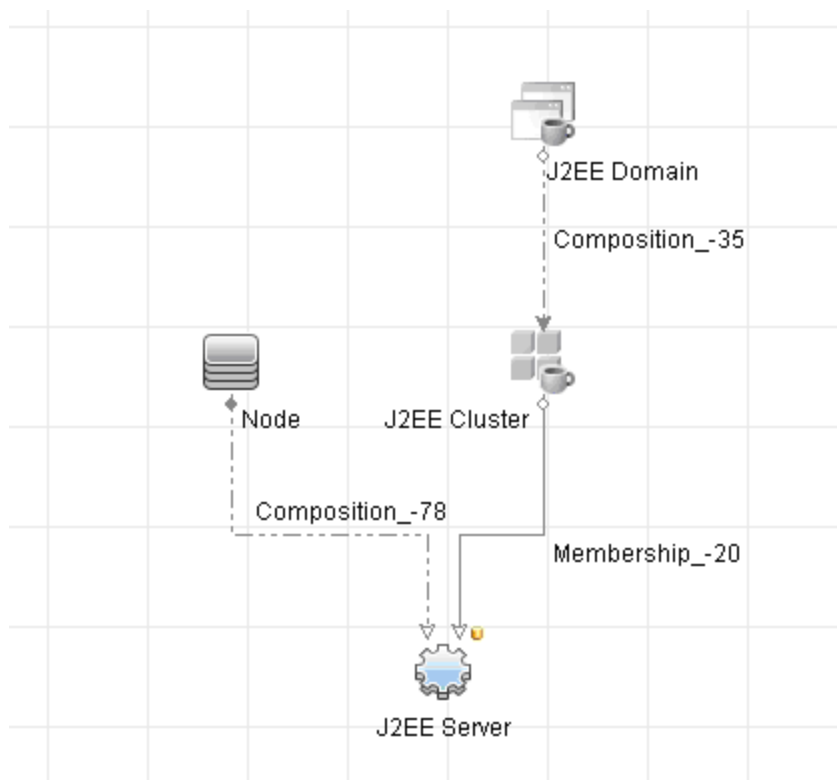 J2EE Domain
Composition_-35
Node
J2EE Cluster
Composition_-78
Membership_-20
J2EE Server